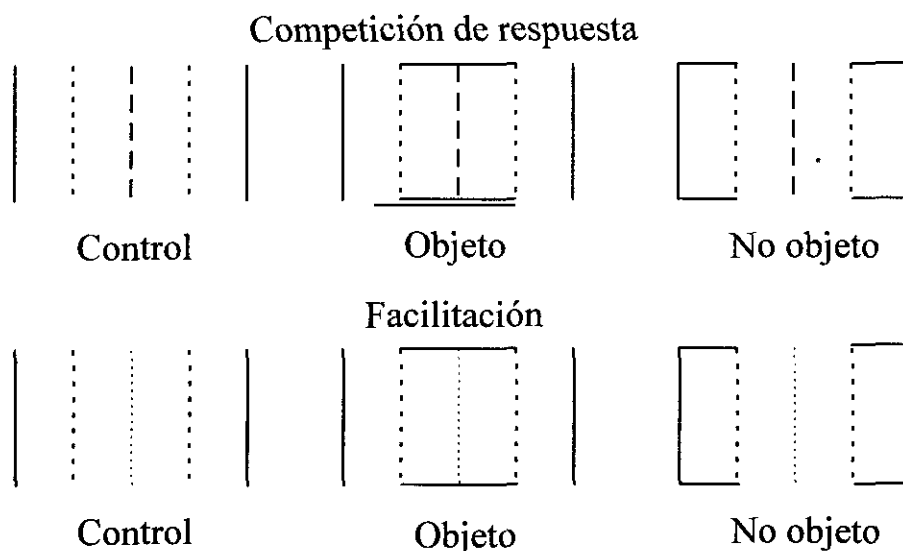 Competición de respuesta
Control Objeto No objeto
Facilitación
Control Objeto No objeto